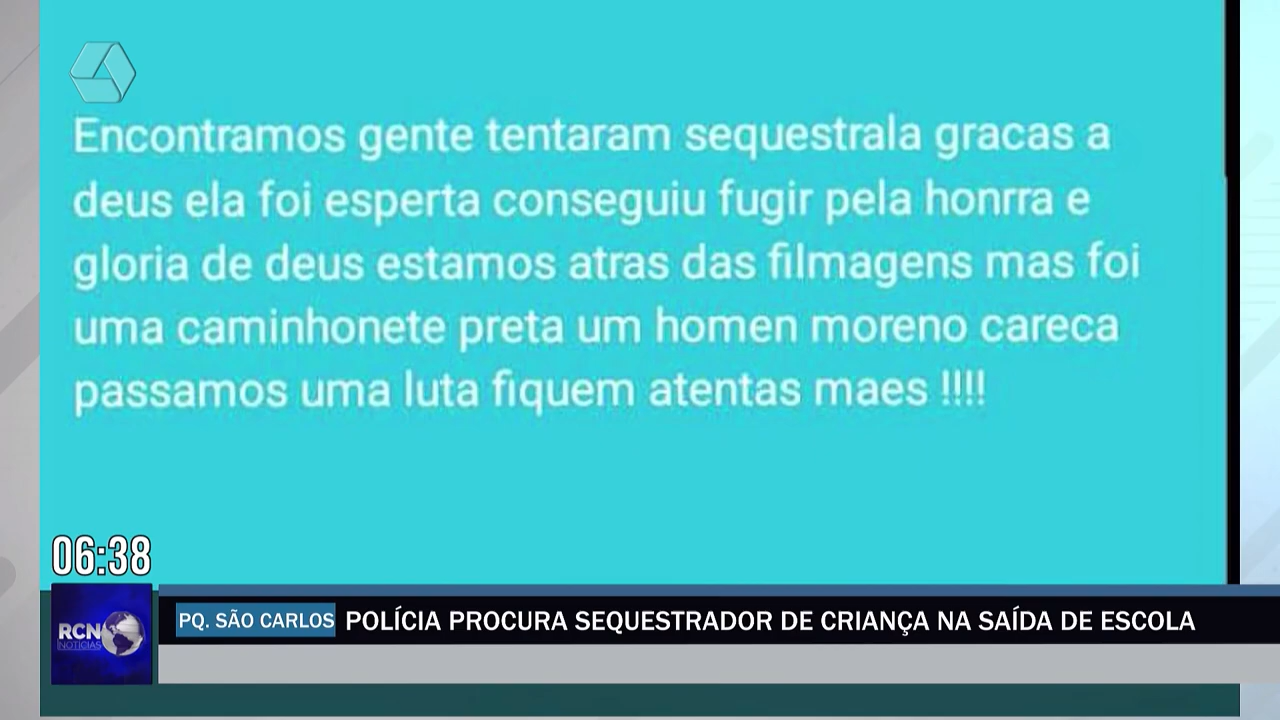 Encontramos gente tentaram sequestrala gracas a
deus ela foi esperta conseguiu fugir pela honrra e
gloria de deus estamos atras das filmagens mas foi
uma caminhonete preta um homen moreno careca
passamos uma luta fiquem atentas maes !!!!
06:38
RCN
NOTÍCIAS
PQ. SÃO CARLOS POLÍCIA PROCURA SEQUESTRADOR DE CRIANÇA NA SAÍDA DE ESCOLA